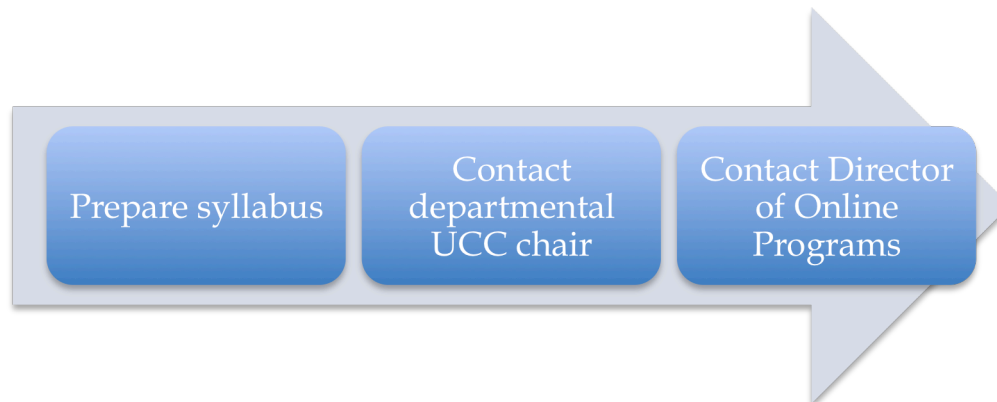 Prepare syllabus
Contact
departmental
UCC chair
Contact Director
of Online
Programs